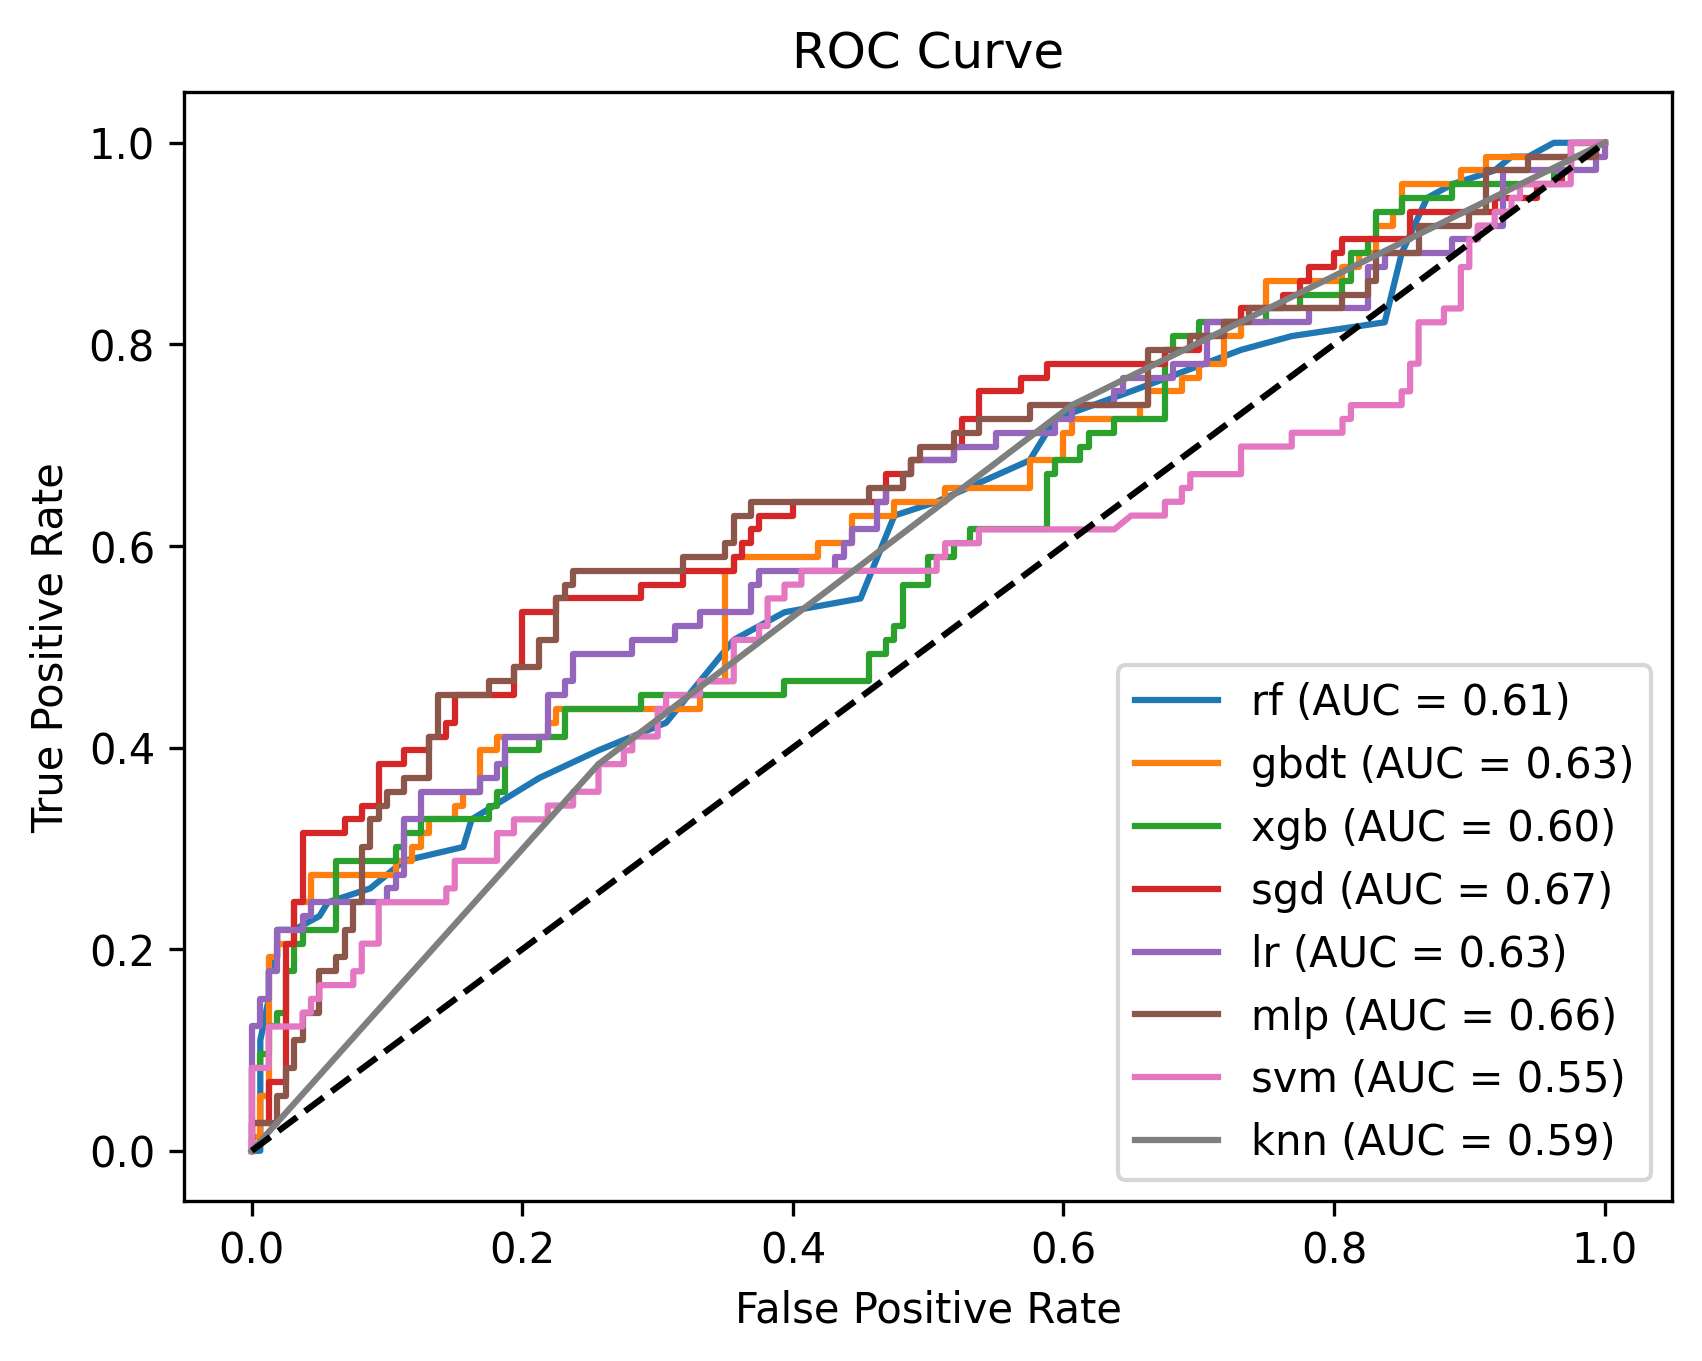 ROC Curve
True Positive Rate
1.0
0.8
0.6
0.4
0.2
0.0
rf (AUC = 0.61)
gbdt (AUC = 0.63)
xgb (AUC = 0.60)
sgd (AUC = 0.67)
lr (AUC = 0.63)
mlp (AUC = 0.66)
svm (AUC = 0.55)
knn (AUC = 0.59)
0.0 0.2 0.4 0.6 0.8 1.0
False Positive Rate